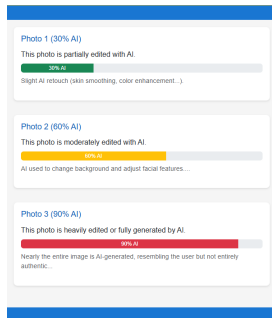 Photo 1 (30% AI)
This photo is partially edited with AI.
30% AI
Slight AI retouch (skin smoothing, color enhancement...).
Photo 2 (60% AI)
This photo is moderately edited with AI.
60% AI
AI used to change background and adjust facial features...
Photo 3 (90% AI)
This photo is heavily edited or fully generated by AI.
90% AI
Nearly the entire image is AI-generated, resembling the user but not entirely
authentic...